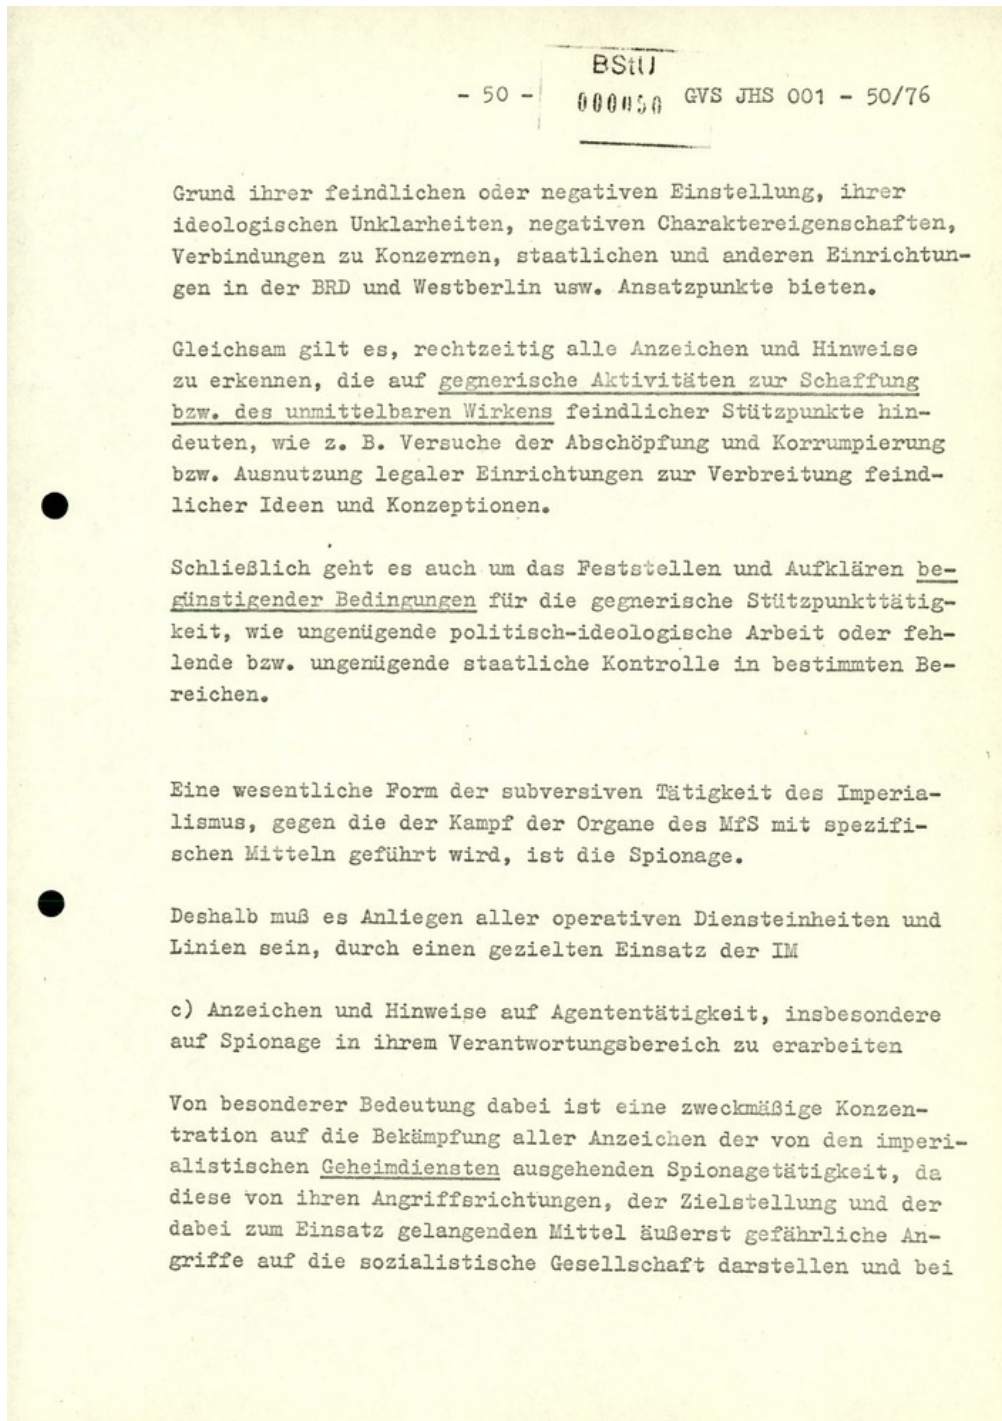 BStU
- 50 - 000050 GVS JHS 001 - 50/76
Grund ihrer feindlichen oder negativen Einstellung, ihrer
ideologischen Unklarheiten, negativen Charaktereigenschaften,
Verbindungen zu Konzernen, staatlichen und anderen Einrichtun-
gen in der BRD und Westberlin usw. Ansatzpunkte bieten.
Gleichsam gilt es, rechtzeitig alle Anzeichen und Hinweise
zu erkennen, die auf gegnerische Aktivitäten zur Schaffung
bzw. des unmittelbaren Wirkens feindlicher Stützpunkte hin-
deuten, wie z. B. Versuche der Abschöpfung und Korrumpierung
bzw. Ausnutzung legaler Einrichtungen zur Verbreitung feind-
licher Ideen und Konzeptionen.
Schließlich geht es auch um das Feststellen und Aufklären be-
günstigender Bedingungen für die gegnerische Stützpunkttätig-
keit, wie ungenügende politisch-ideologische Arbeit oder feh-
lende bzw. ungenügende staatliche Kontrolle in bestimmten Be-
reichen.
Eine wesentliche Form der subversiven Tätigkeit des Imperia-
lismus, gegen die der Kampf der Organe des MfS mit spezifi-
schen Mitteln geführt wird, ist die Spionage.
Deshalb muß es Anliegen aller operativen Diensteinheiten und
Linien sein, durch einen gezielten Einsatz der IM
c) Anzeichen und Hinweise auf Agententätigkeit, insbesondere
auf Spionage in ihrem Verantwortungsbereich zu erarbeiten
Von besonderer Bedeutung dabei ist eine zweckmäßige Konzen-
tration auf die Bekämpfung aller Anzeichen der von den imperi-
alistischen Geheimdiensten ausgehenden Spionagetätigkeit, da
diese von ihren Angriffsrichtungen, der Zielstellung und der
dabei zum Einsatz gelangenden Mittel äußerst gefährliche An-
griffe auf die sozialistische Gesellschaft darstellen und bei